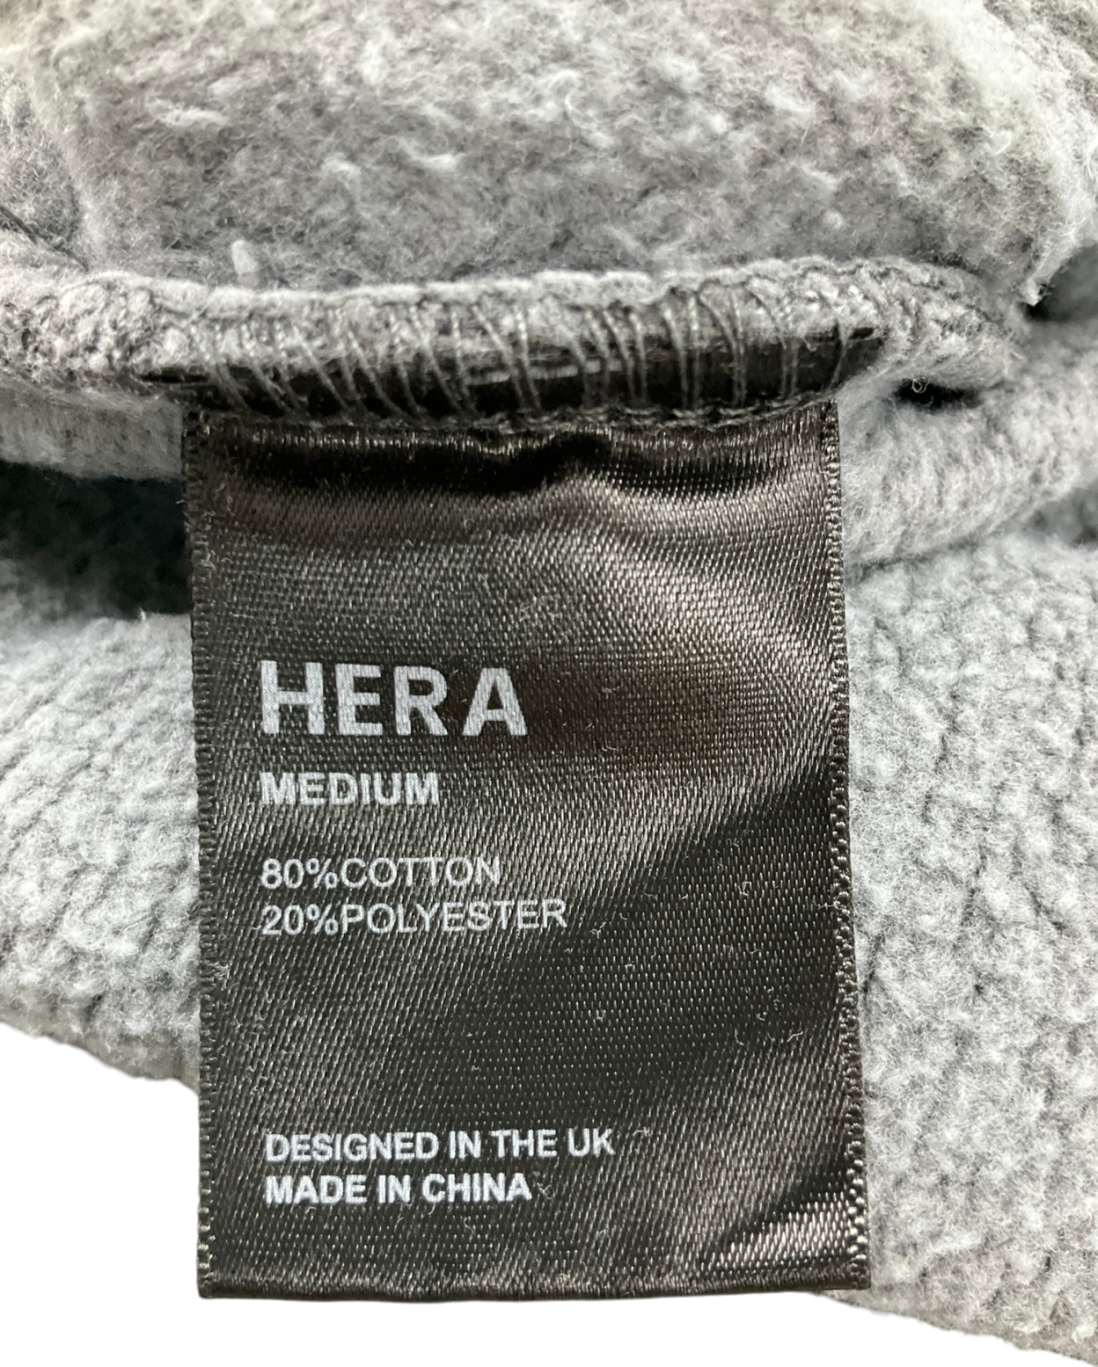 HERA
MEDIUM
80%COTTON
20%POLYESTER
DESIGNED IN THE UK
MADE IN CHINA